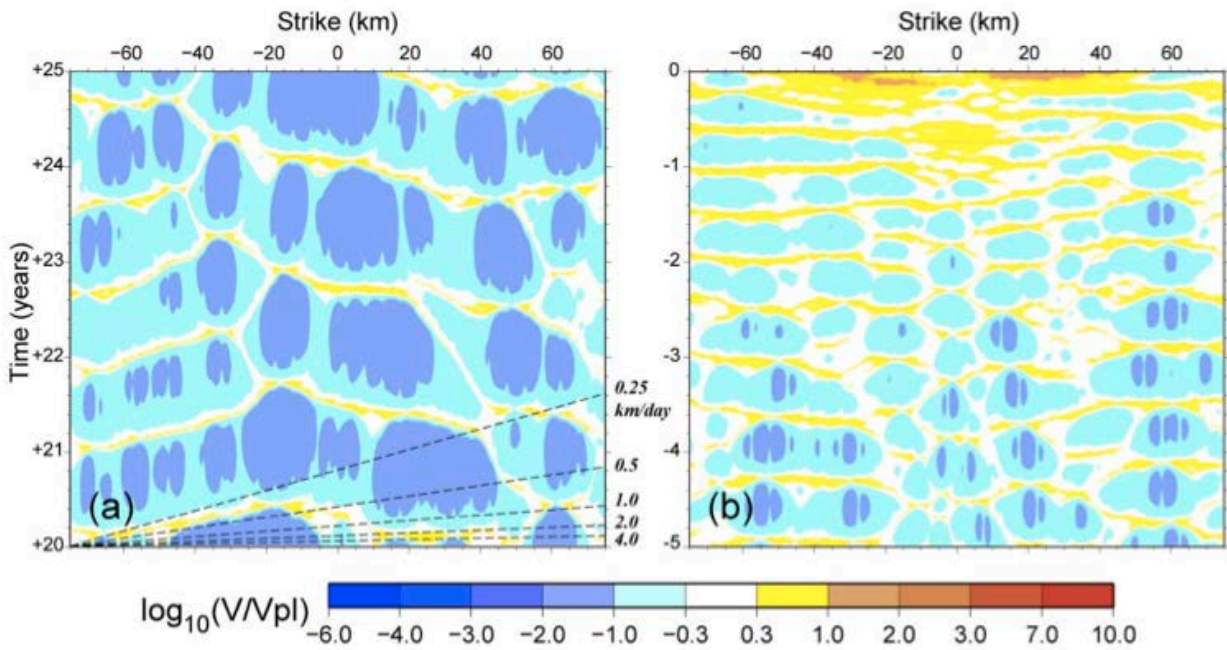 Strike (km)
−60 −40 −20 0 20 40 60
Strike (km)
−60 −40 −20 0 20 40 60
Time (years)
+25
+24
+23
+22
+21
+20
0
-1
-2
-3
-4
-5
0.25
km/day
0.5
1.0
2.0
4.0
(a)
(b)
log10(V/Vpl)
−6.0 −4.0 −3.0 −2.0 −1.0 −0.3 0.3 1.0 2.0 3.0 7.0 10.0